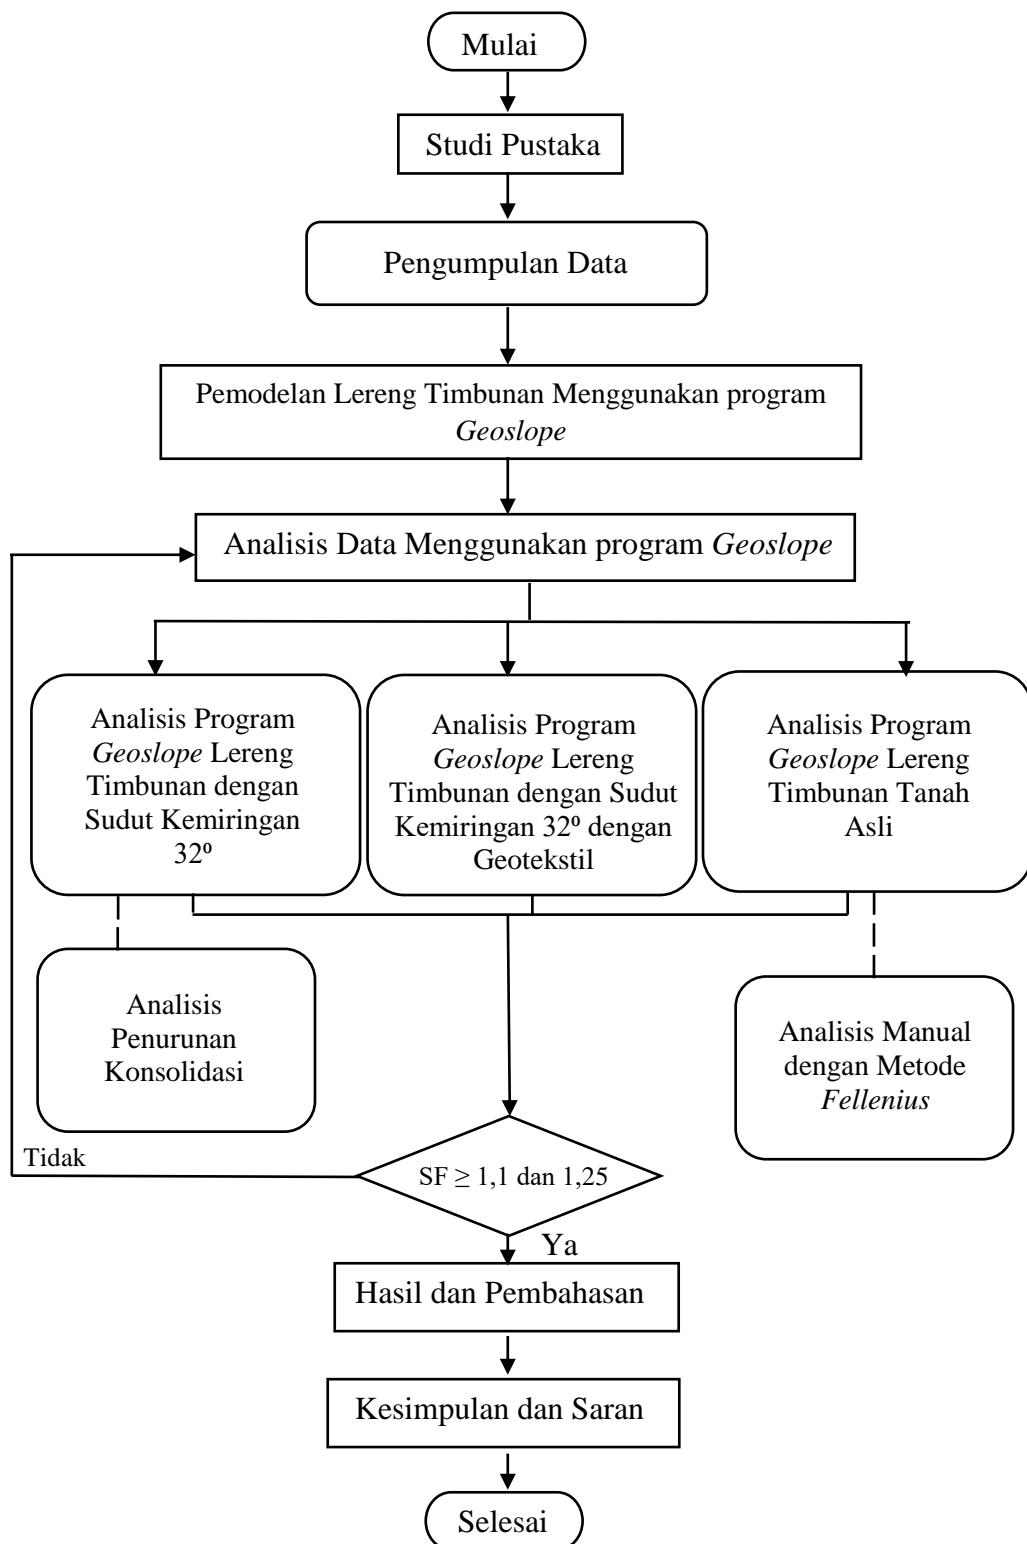 Mulai
Studi Pustaka
Pengumpulan Data
Pemodelan Lereng Timbunan Menggunakan program
Geoslope
Analisis Data Menggunakan program Geoslope
Analisis Program
Geoslope Lereng
Timbunan dengan
Sudut Kemiringan
32⁰
Analisis Program
Geoslope Lereng
Timbunan dengan Sudut
Kemiringan 32⁰ dengan
Geotekstil
Analisis Program
Geoslope Lereng
Timbunan Tanah
Asli
Analisis
Penurunan
Konsolidasi
Analisis Manual
dengan Metode
Fellenius
Tidak
SF ≥ 1,1 dan 1,25
Ya
Hasil dan Pembahasan
Kesimpulan dan Saran
Selesai